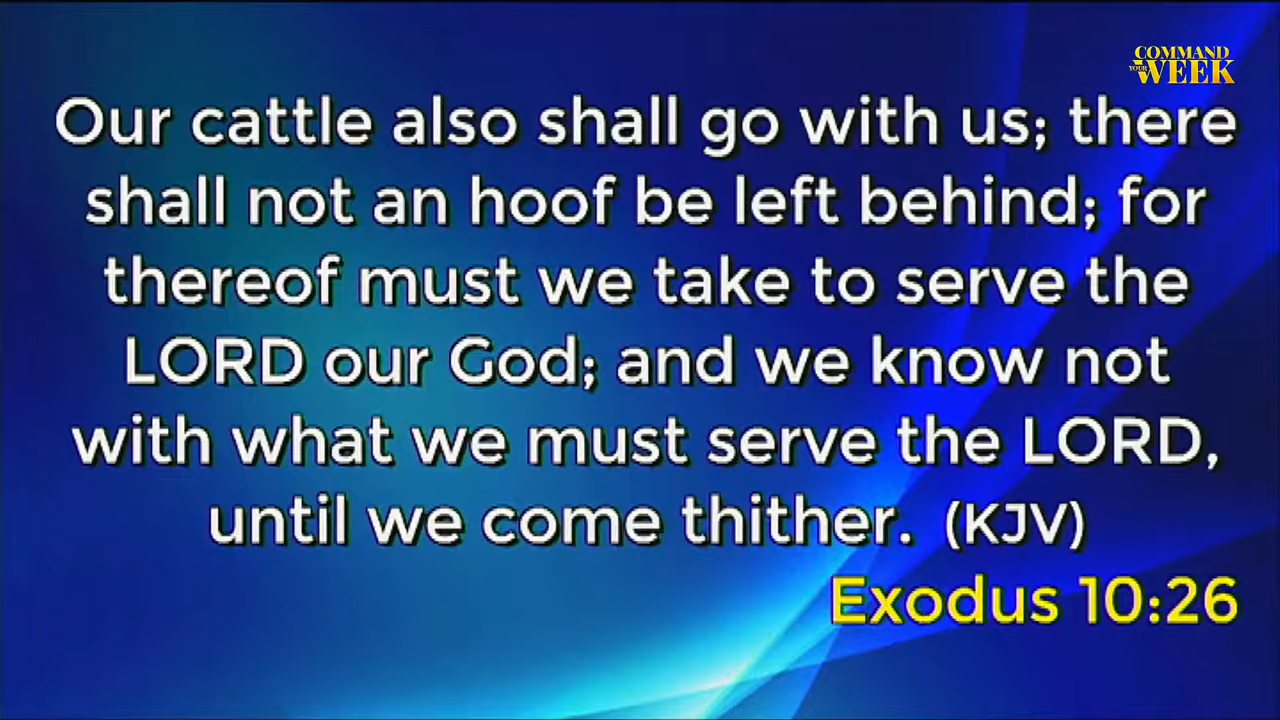 COMMAND
YOUR WEEK
Our cattle also shall go with us; there
shall not an hoof be left behind; for
thereof must we take to serve the
LORD our God; and we know not
with what we must serve the LORD,
until we come thither. (KJV)
Exodus 10:26